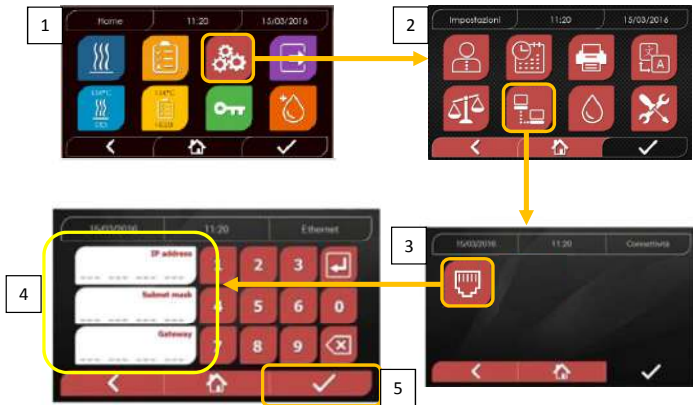 1
Home 11:20 15/03/2016
134°C
134°C
2
Impostazioni 11:20 15/03/2016
A
3
15/03/2016 11:20 Connettività
4
15/03/2016 11:20 Ethernet
IP address
1 2 3
Subnet mask
4 5 6 0
Gateway
7 8 9
5